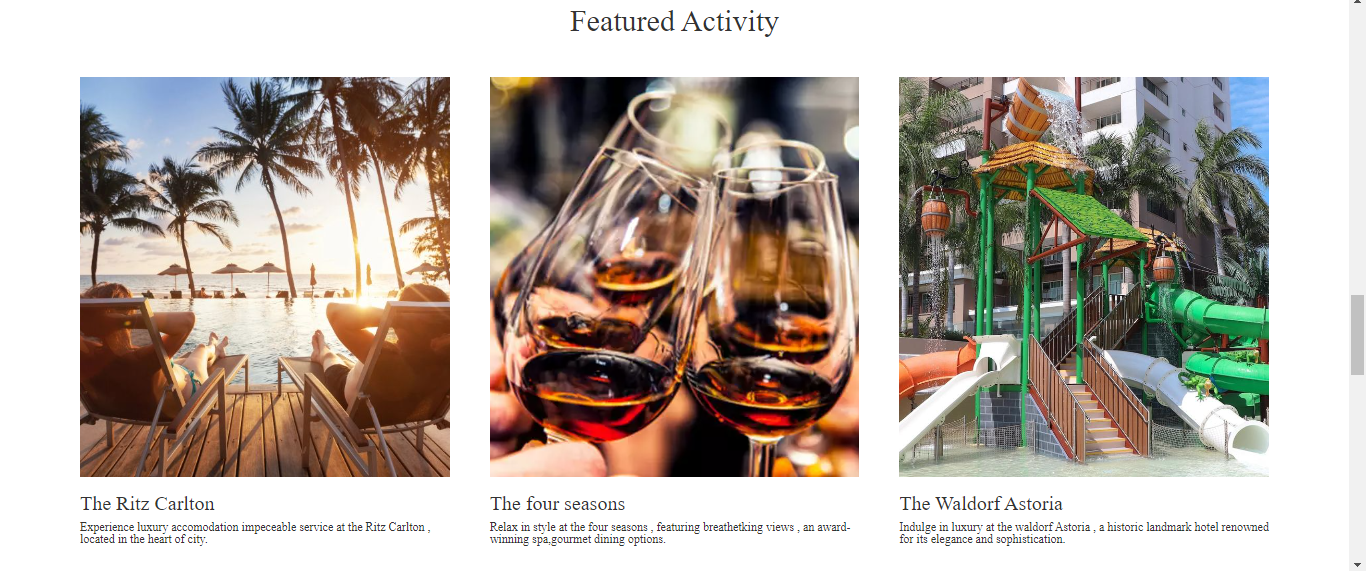 Featured Activity
The Ritz Carlton
Experience luxury accomodation impeceable service at the Ritz Carlton ,
located in the heart of city.
The four seasons
Relax in style at the four seasons , featuring breathetking views , an award-
winning spa,gourmet dining options.
The Waldorf Astoria
Indulge in luxury at the waldorf Astoria , a historic landmark hotel renowned
for its elegance and sophistication.